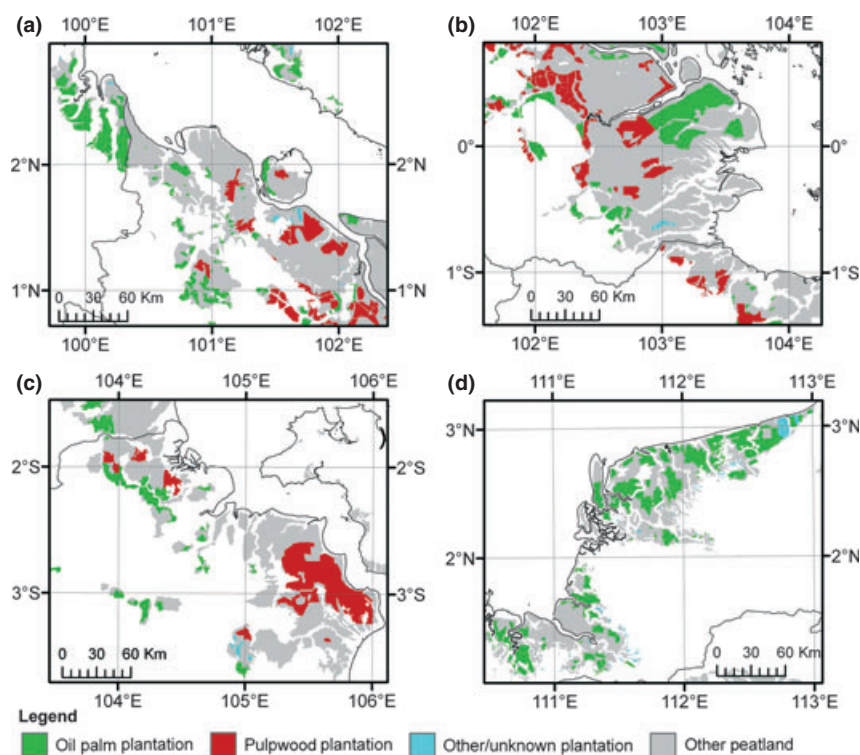 (a)
100°E 101°E 102°E
2°N
1°N
0 30 60 Km
100°E 101°E 102°E
(b)
102°E 103°E 104°E
0° 0°
1°S 1°S
0 30 60 Km
102°E 103°E 104°E
(c)
104°E 105°E 106°E
2°S 2°S
3°S 3°S
0 30 60 Km
104°E 105°E 106°E
(d)
111°E 112°E 113°E
3°N 3°N
2°N 2°N
1°N
0 30 60 Km
111°E 112°E 113°E
Legend
Oil palm plantation Pulpwood plantation Other/unknown plantation Other peatland